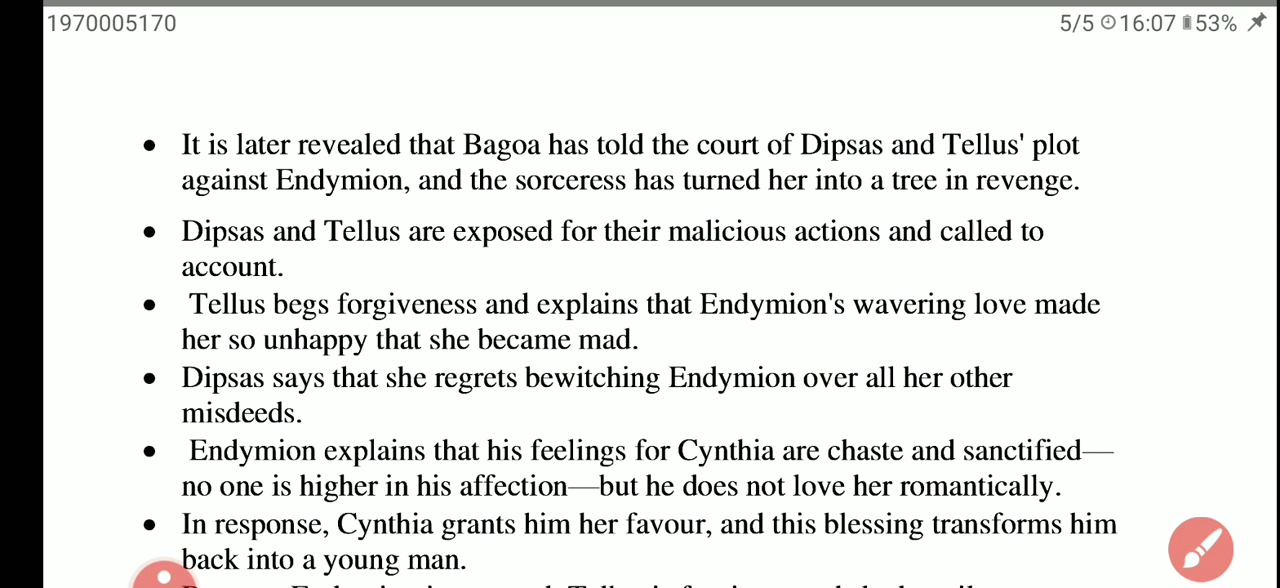 1970005170
5/5 16:07 53%
• It is later revealed that Bagoa has told the court of Dipsas and Tellus' plot
against Endymion, and the sorceress has turned her into a tree in revenge.
• Dipsas and Tellus are exposed for their malicious actions and called to
account.
• Tellus begs forgiveness and explains that Endymion's wavering love made
her so unhappy that she became mad.
• Dipsas says that she regrets bewitching Endymion over all her other
misdeeds.
• Endymion explains that his feelings for Cynthia are chaste and sanctified—
no one is higher in his affection—but he does not love her romantically.
• In response, Cynthia grants him her favour, and this blessing transforms him
back into a young man.